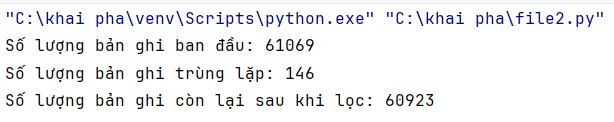 "C:\khai pha\venv\Scripts\python.exe" "C:\khai pha\file2.py"
Số lượng bản ghi ban đầu: 61069
Số lượng bản ghi trùng lặp: 146
Số lượng bản ghi còn lại sau khi lọc: 60923